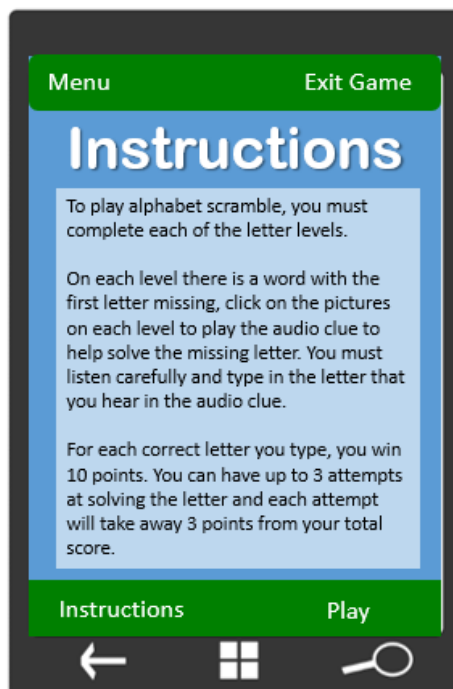 Menu
Exit Game
Instructions
To play alphabet scramble, you must
complete each of the letter levels.
On each level there is a word with the
first letter missing, click on the pictures
on each level to play the audio clue to
help solve the missing letter. You must
listen carefully and type in the letter that
you hear in the audio clue.
For each correct letter you type, you win
10 points. You can have up to 3 attempts
at solving the letter and each attempt
will take away 3 points from your total
score.
Instructions
Play